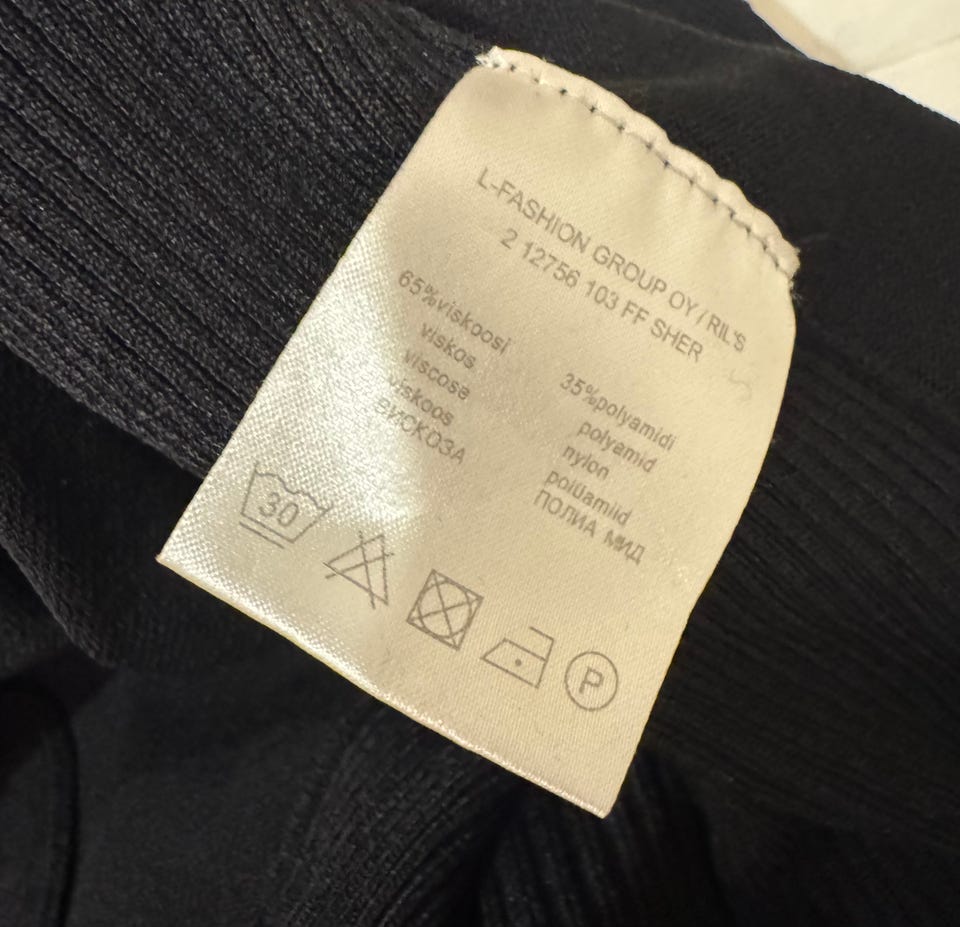 L-FASHION GROUP OY / RIL'S
2 12756 103 FF SHER
65%viskoosi
viskos
viscose
viskoos
ВИСКОЗА
35%polyamidi
polyamid
nylon
polüamiid
ПОЛИА МИД
30
P